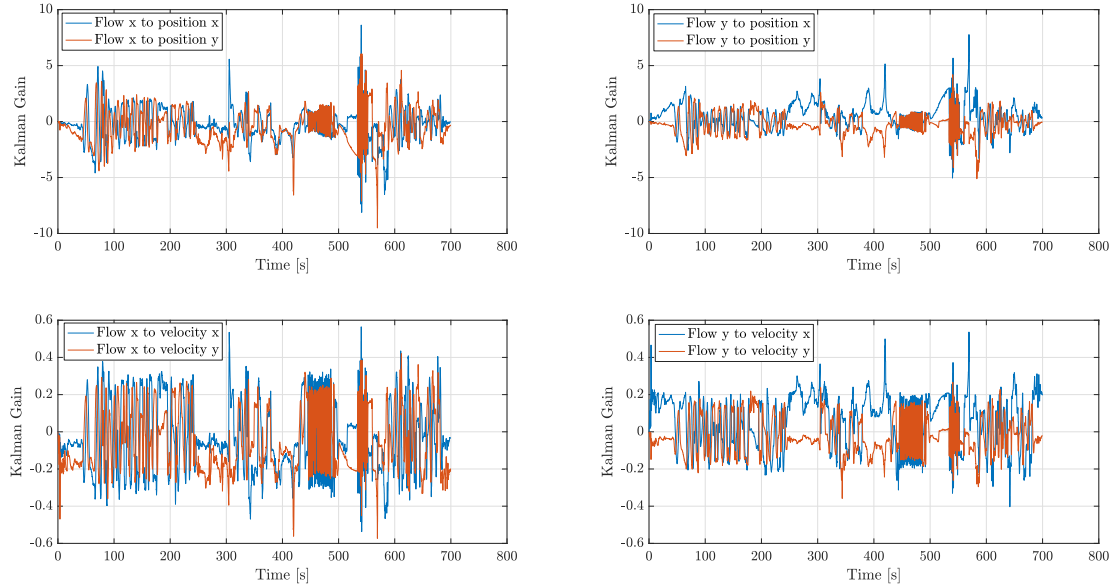 Flow x to position x
Flow x to position y
Kalman Gain
10
5
0
-5
-10
0 100 200 300 400 500 600 700 800
Time [s]
Flow y to position x
Flow y to position y
Kalman Gain
10
5
0
-5
-10
0 100 200 300 400 500 600 700 800
Time [s]
Flow x to velocity x
Flow x to velocity y
Kalman Gain
0.6
0.4
0.2
0
-0.2
-0.4
-0.6
0 100 200 300 400 500 600 700 800
Time [s]
Flow y to velocity x
Flow y to velocity y
Kalman Gain
0.6
0.4
0.2
0
-0.2
-0.4
-0.6
0 100 200 300 400 500 600 700 800
Time [s]